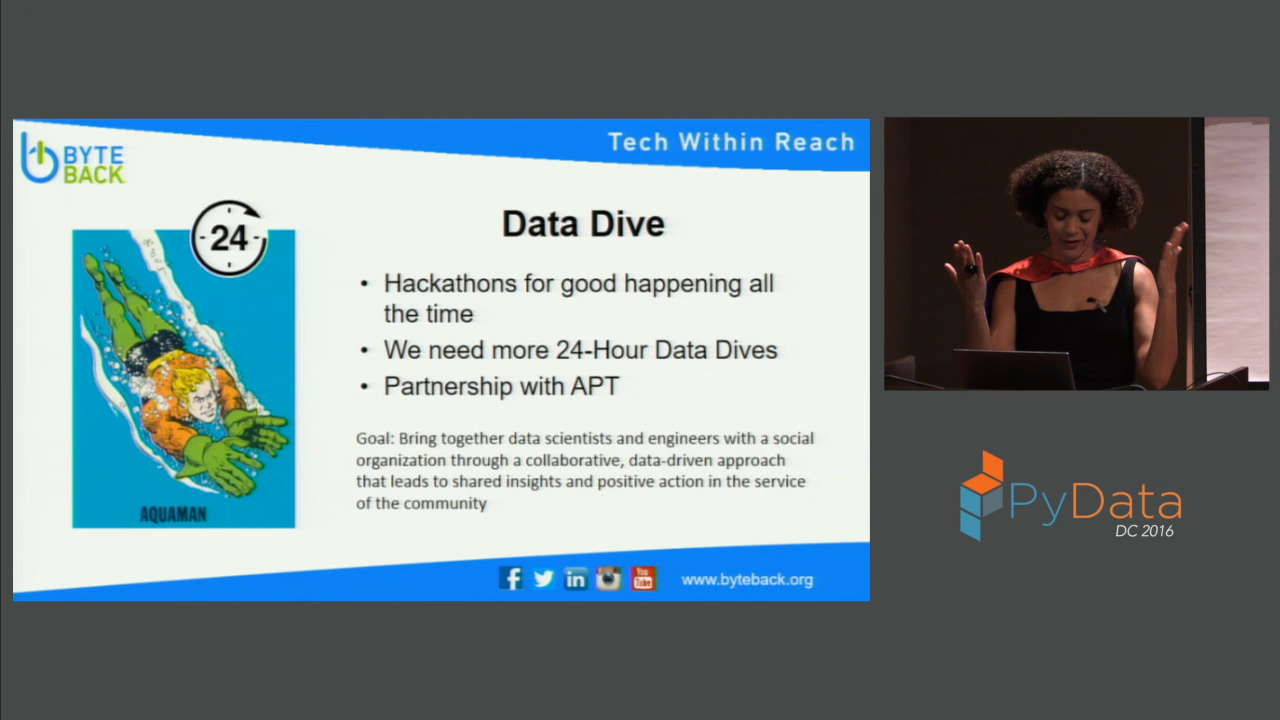 BYTE
BACK
Tech Within Reach
24
AQUAMAN
Data Dive
• Hackathons for good happening all
the time
• We need more 24-Hour Data Dives
• Partnership with APT
Goal: Bring together data scientists and engineers with a social
organization through a collaborative, data-driven approach
that leads to shared insights and positive action in the service
of the community
f
in
You
Tube
www.byteback.org
PyData
DC 2016